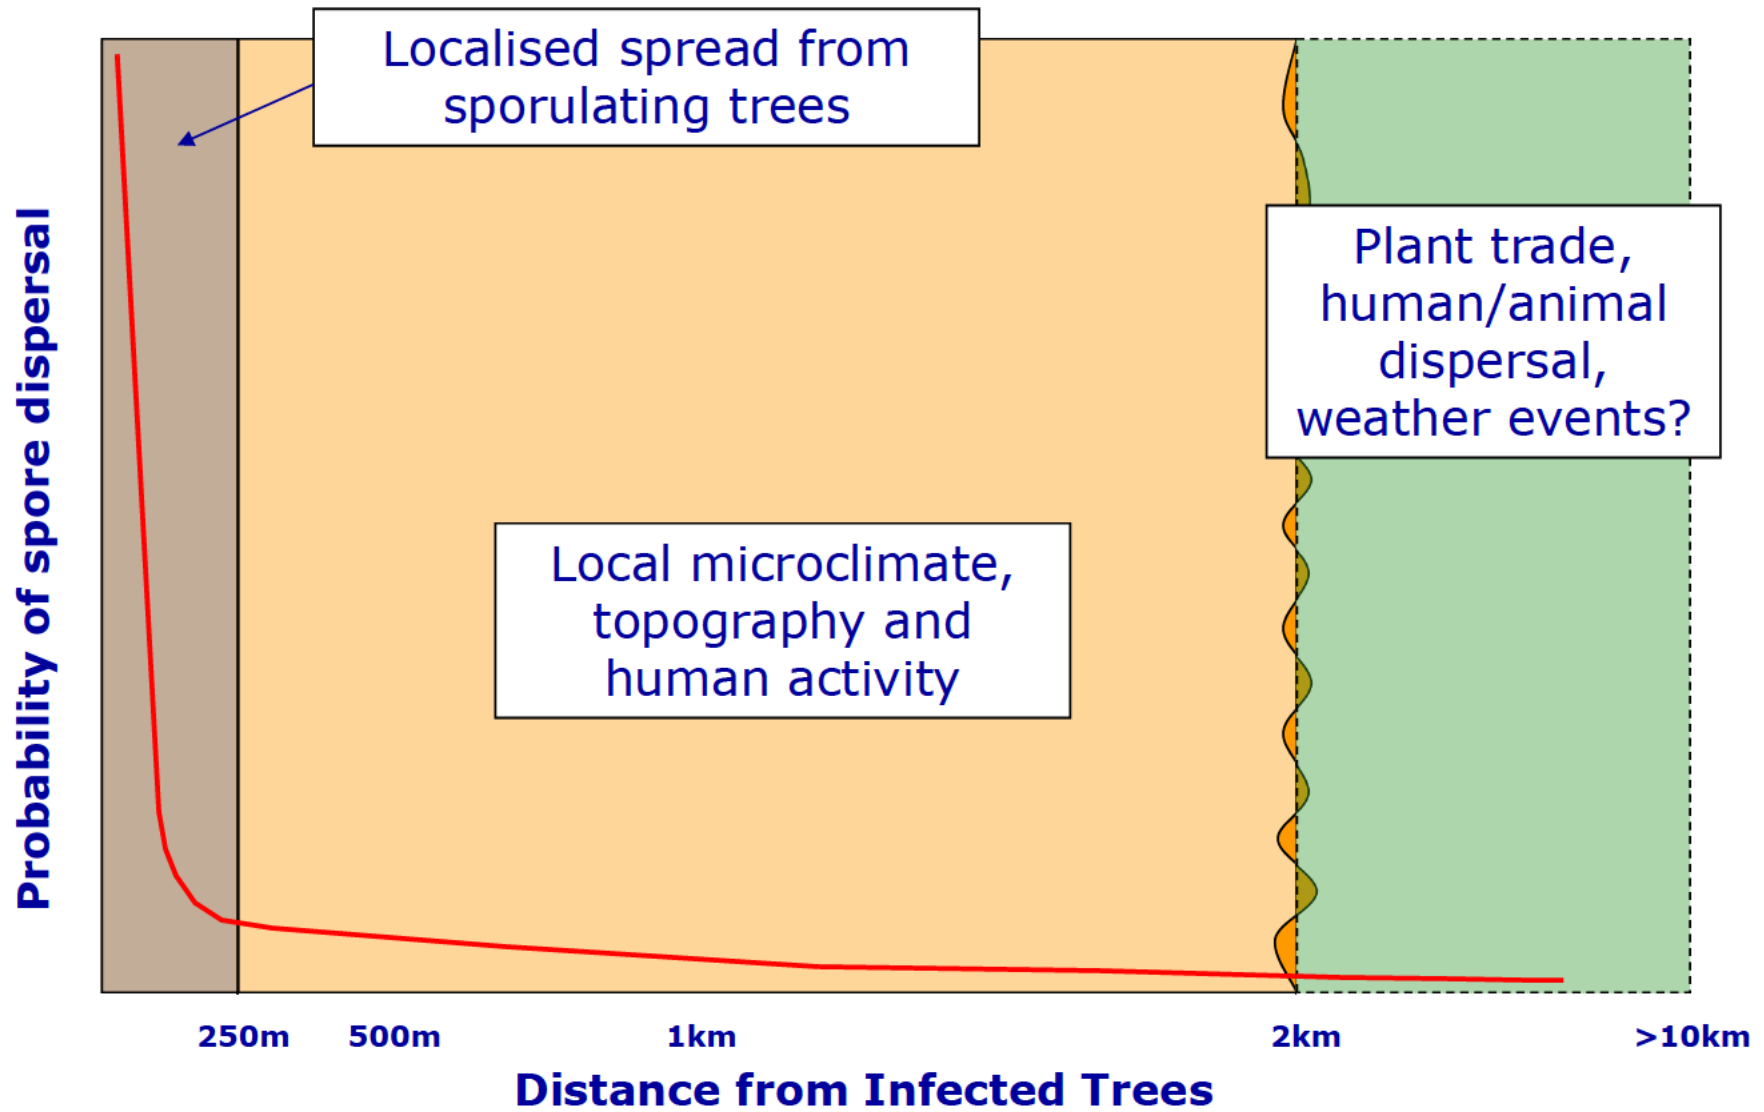 Localised spread from
sporulating trees
Plant trade,
human/animal
dispersal,
weather events?
Local microclimate,
topography and
human activity
Probability of spore dispersal
250m 500m 1km 2km >10km
Distance from Infected Trees